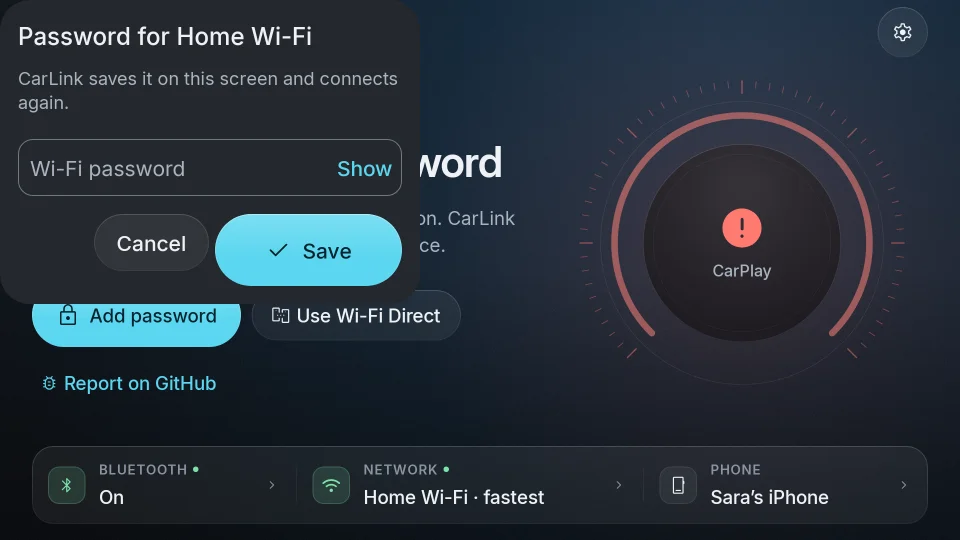 Password for Home Wi-Fi
CarLink saves it on this screen and connects
again.
Wi-Fi password
Show
Cancel
Save
on. CarLink
Add password
Use Wi-Fi Direct
Report on GitHub
CarPlay
BLUETOOTH
On
NETWORK
Home Wi-Fi · fastest
PHONE
Sara’s iPhone